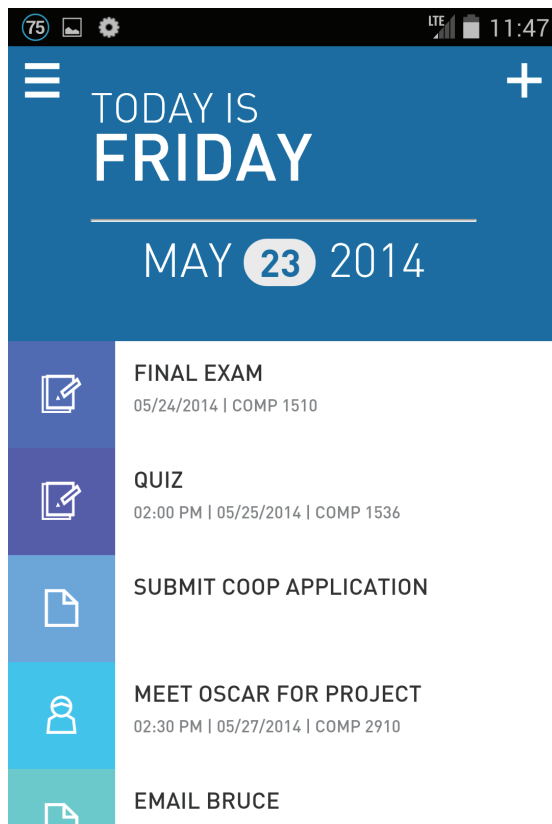 75 LTE 11:47
TODAY IS
FRIDAY
MAY 23 2014
FINAL EXAM
05/24/2014 | COMP 1510
QUIZ
02:00 PM | 05/25/2014 | COMP 1536
SUBMIT COOP APPLICATION
MEET OSCAR FOR PROJECT
02:30 PM | 05/27/2014 | COMP 2910
EMAIL BRUCE